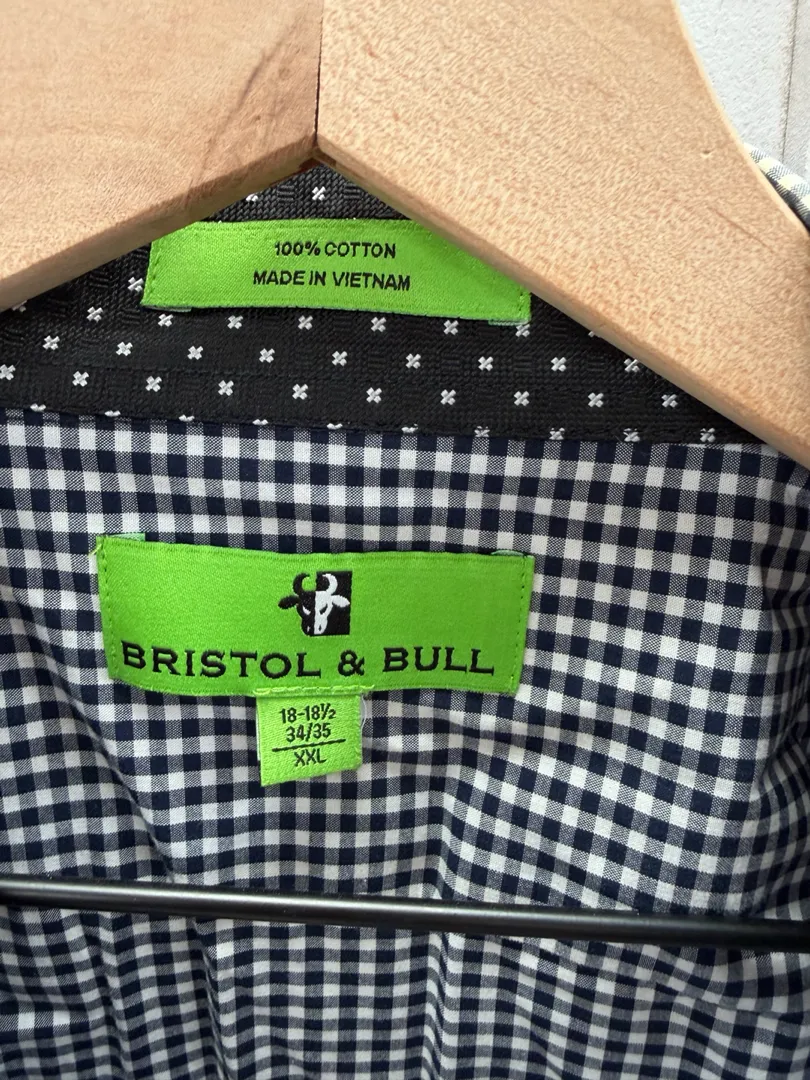 100% COTTON
MADE IN VIETNAM
BRISTOL & BULL
18-18½
34/35
XXL